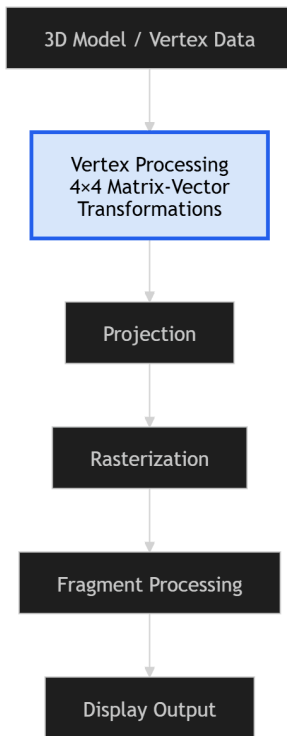 3D Model / Vertex Data
Vertex Processing
4×4 Matrix-Vector
Transformations
Projection
Rasterization
Fragment Processing
Display Output